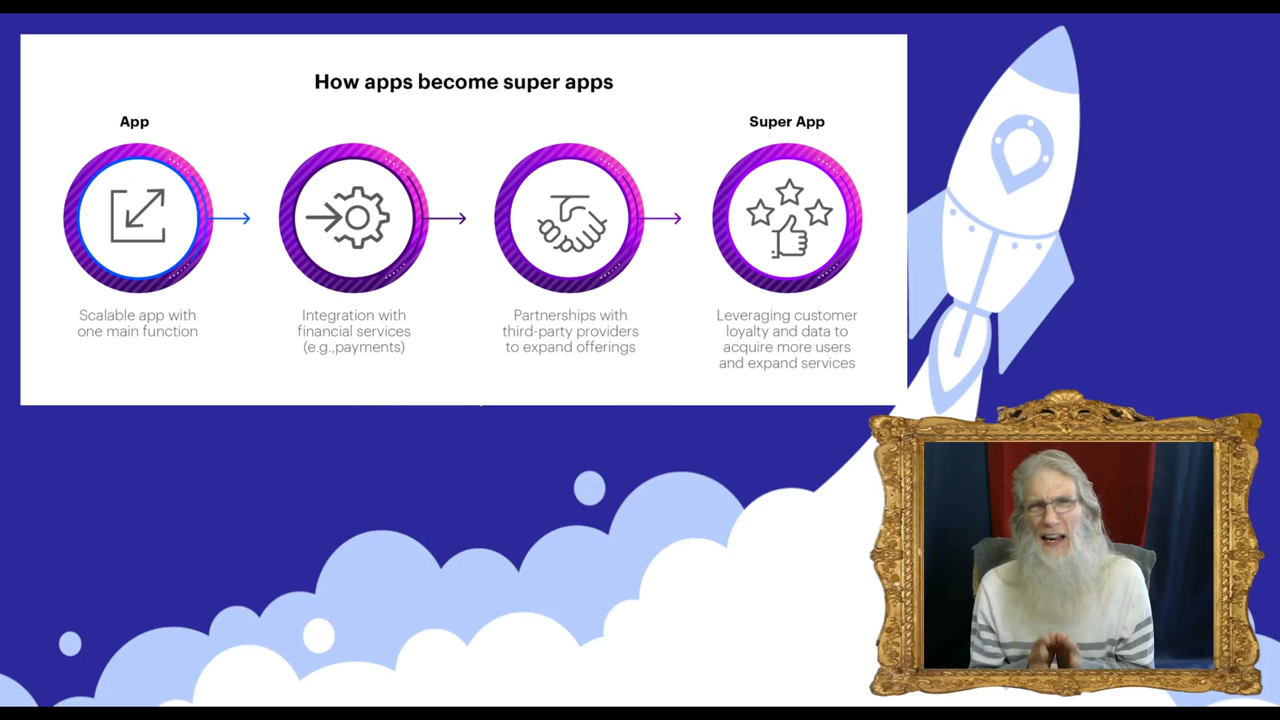 How apps become super apps
App
Super App
Scalable app with
one main function
Integration with
financial services
(e.g.,payments)
Partnerships with
third-party providers
to expand offerings
Leveraging customer
loyalty and data to
acquire more users
and expand services